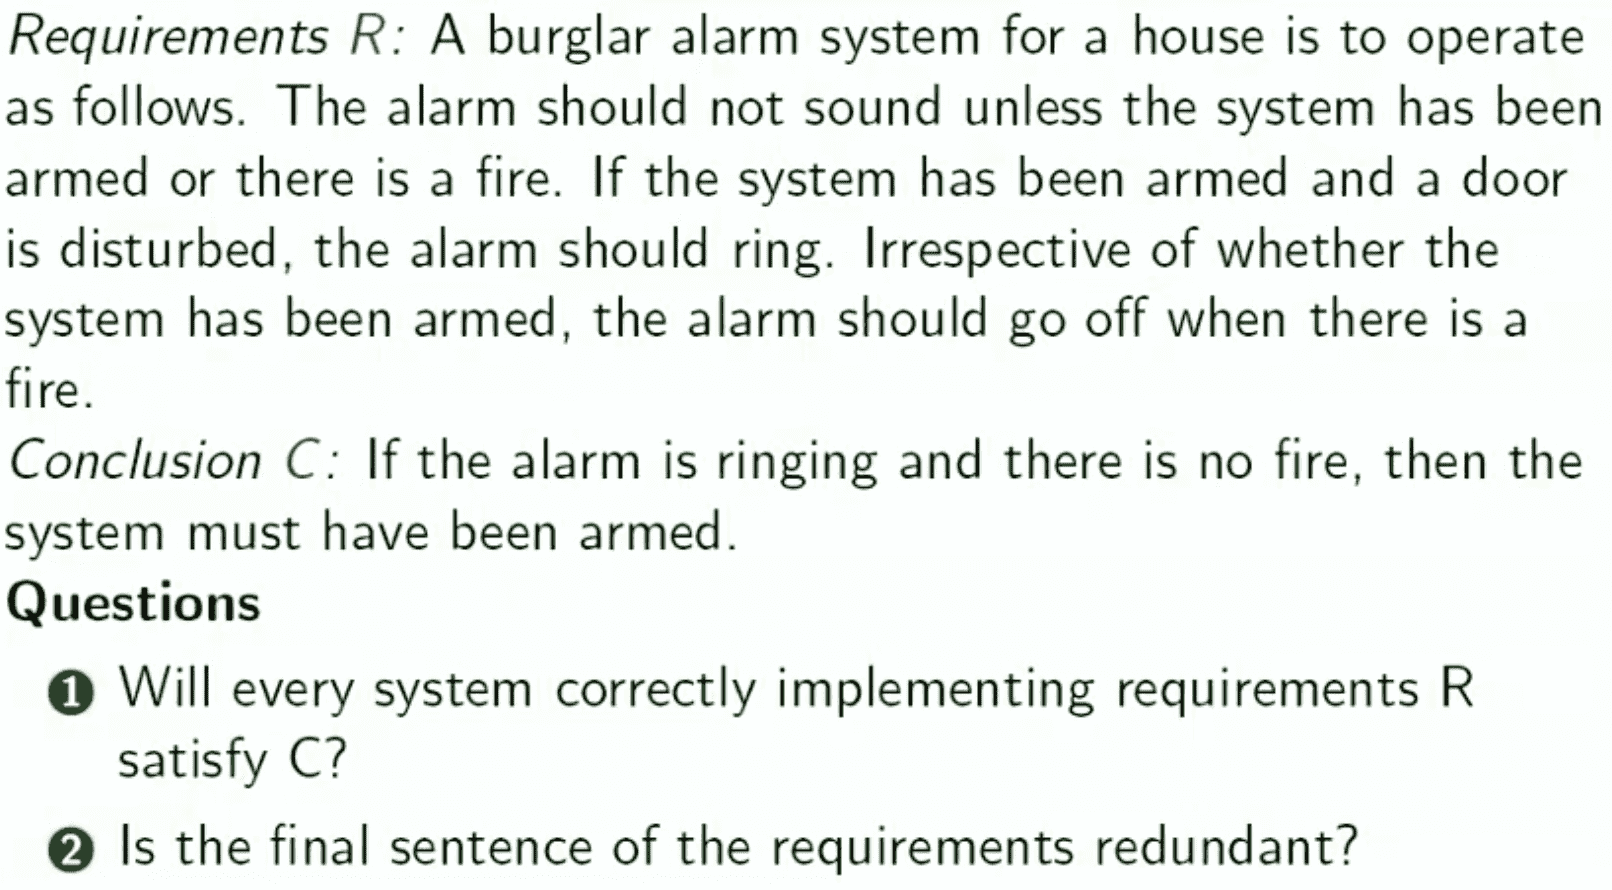 Requirements R: A burglar alarm system for a house is to operate
as follows. The alarm should not sound unless the system has been
armed or there is a fire. If the system has been armed and a door
is disturbed, the alarm should ring. Irrespective of whether the
system has been armed, the alarm should go off when there is a
fire.
Conclusion C: If the alarm is ringing and there is no fire, then the
system must have been armed.
Questions
1 Will every system correctly implementing requirements R
satisfy C?
2 Is the final sentence of the requirements redundant?